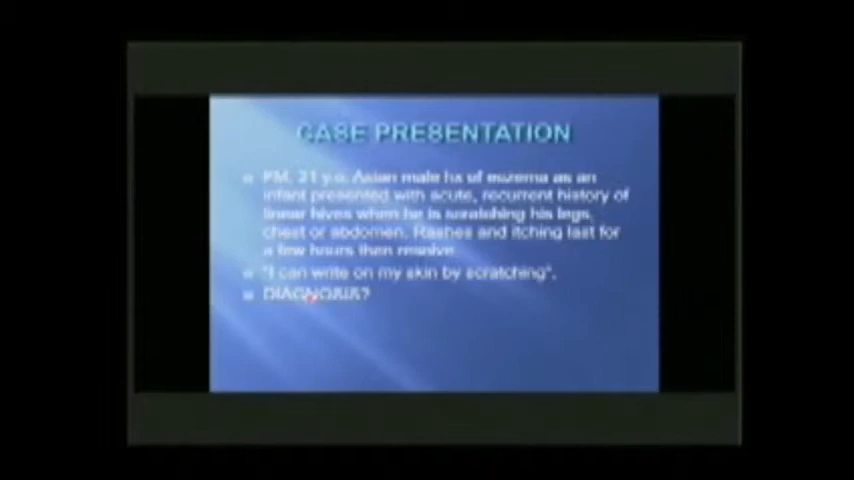 CASE PRESENTATION
PM, 21 y.o. Asian male hx of eczema as an
infant presented with acute, recurrent history of
linear hives when he is scratching his legs,
chest or abdomen. Rashes and itching last for
a few hours then resolve.
"I can write on my skin by scratching".
DIAGNOSIS?